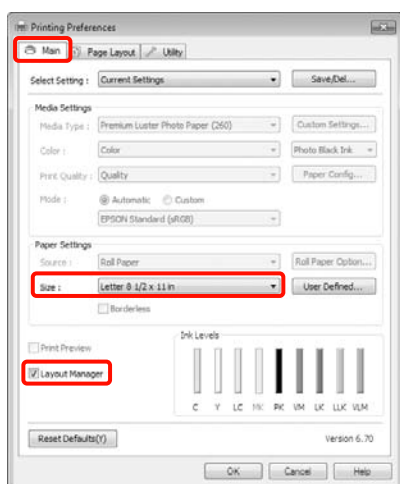 Printing Preferences
Main Page Layout Utility
Select Setting : Current Settings Save/Del...
Media Settings
Media Type : Premium Luster Photo Paper (260) Custom Settings...
Color : Color Photo Black Ink
Print Quality : Quality Paper Config...
Mode : Automatic Custom
EPSON Standard (sRGB)
Paper Settings
Source : Roll Paper Roll Paper Option...
Size : Letter 8 1/2 x 11 in User Defined...
Borderless
Print Preview
Ink Levels
Layout Manager
C Y LC MK PK VM LK LLK VLM
Reset Defaults(Y) Version 6.70
OK Cancel Help